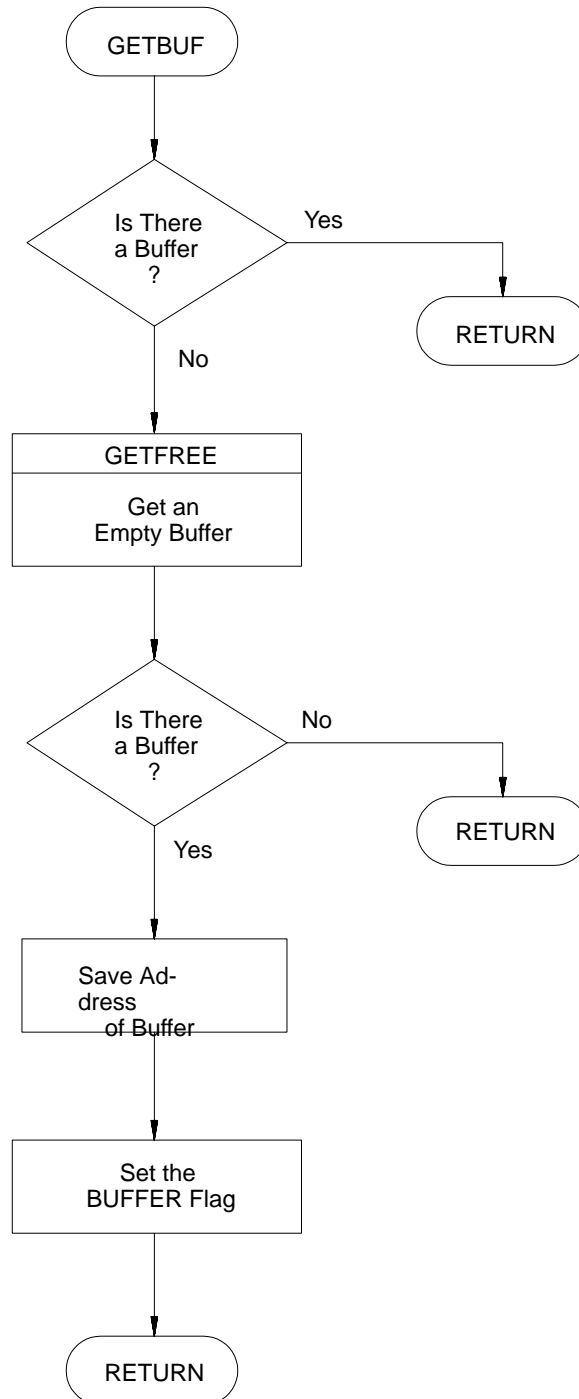 GETBUF
Is There
a Buffer
?
Yes
RETURN
No
GETFREE
Get an
Empty Buffer
Is There
a Buffer
?
No
RETURN
Yes
Save Ad-
dress
of Buffer
Set the
BUFFER Flag
RETURN